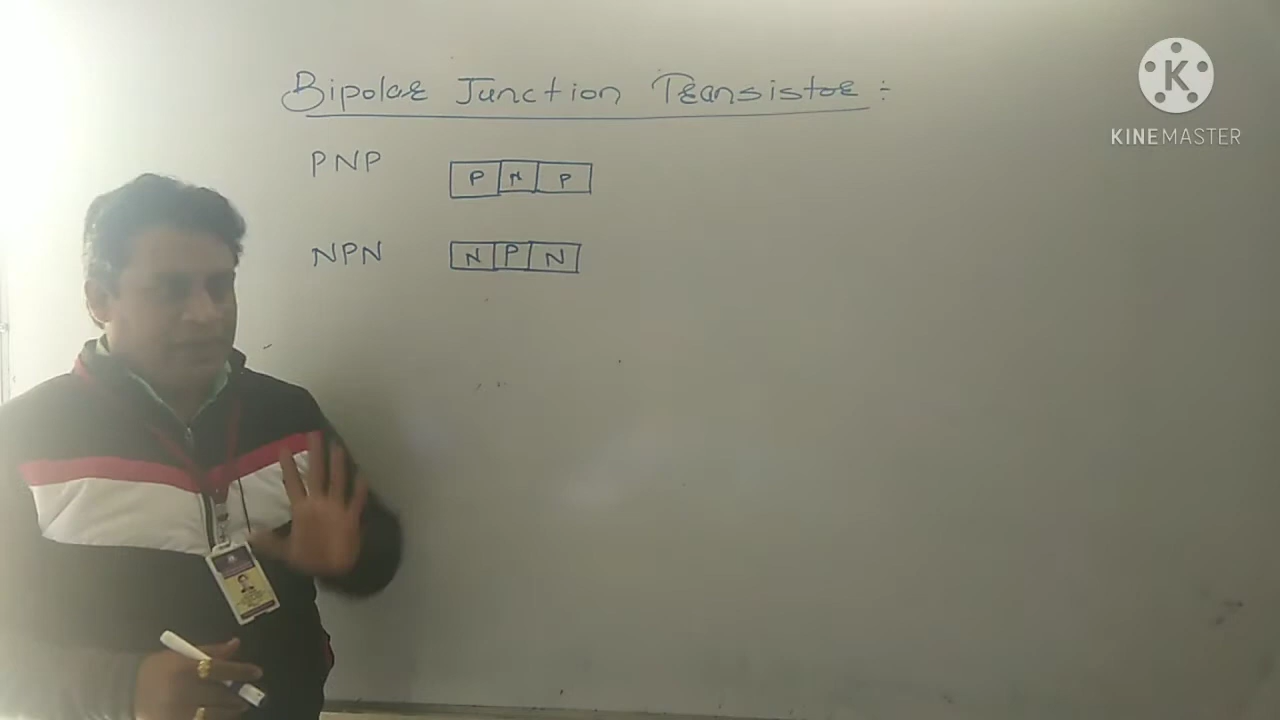 Bipolar Junction Transistor :
PNP
P N P
NPN
N P N
K
KINEMASTER